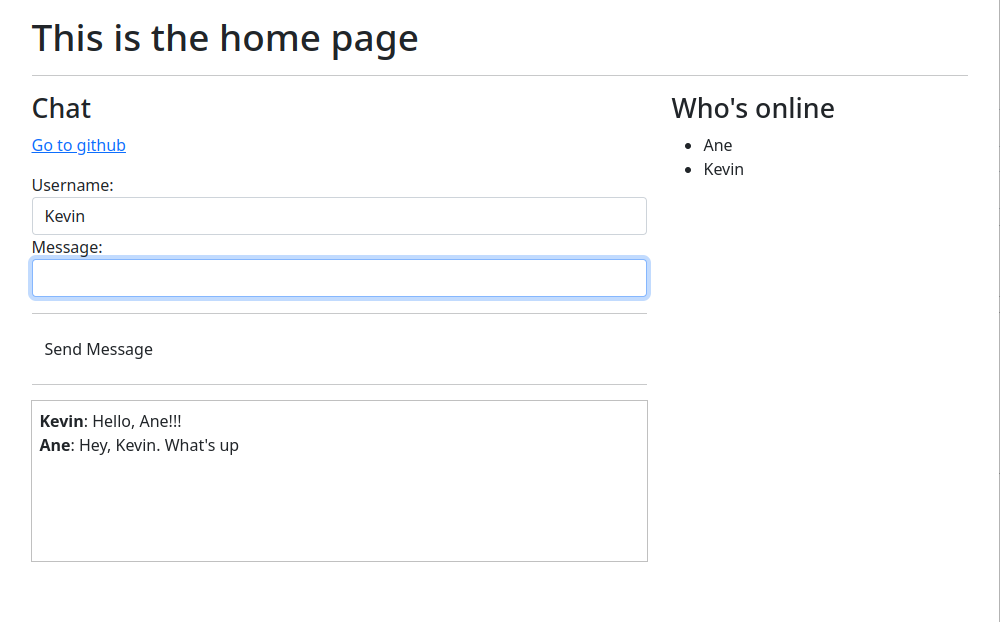 This is the home page
Chat
Go to github
Username:
Kevin
Message:
Send Message
Kevin: Hello, Ane!!!
Ane: Hey, Kevin. What's up
Who's online
Ane
Kevin